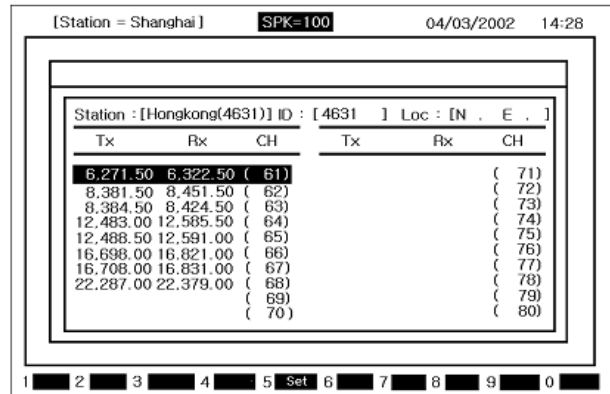 [Station = Shanghai] SPK=100 04/03/2002 14:28
Station :[Hongkong(4631)] ID : [4631 ] Loc : [N . E . ]
Tx Rx CH Tx Rx CH
6,271.50 6,322.50 ( 61) ( 71)
8,381.50 8,451.50 ( 62) ( 72)
8,384.50 8,424.50 ( 63) ( 73)
12,483.00 12,585.50 ( 64) ( 74)
12,488.50 12,591.00 ( 65) ( 75)
16,698.00 16,821.00 ( 66) ( 76)
16,708.00 16,831.00 ( 67) ( 77)
22,287.00 22,379.00 ( 68) ( 78)
( 69) ( 79)
( 70) ( 80)
1 2 3 4 5 Set 6 7 8 9 0